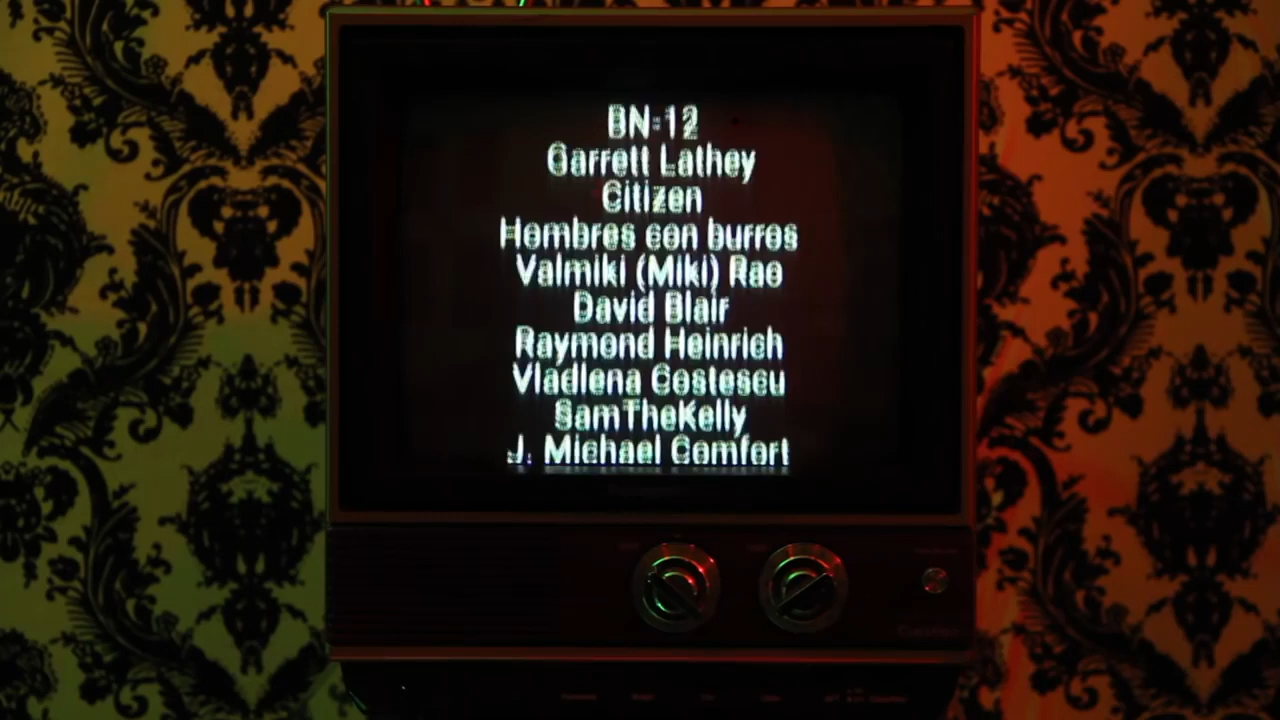 BN-12
Garrett Lathey
Citizen
Hombres con burros
Valmiki (Miki) Rao
David Blair
Raymond Heinrich
Vladlena Costescu
SamTheKelly
J. Michael Comfort